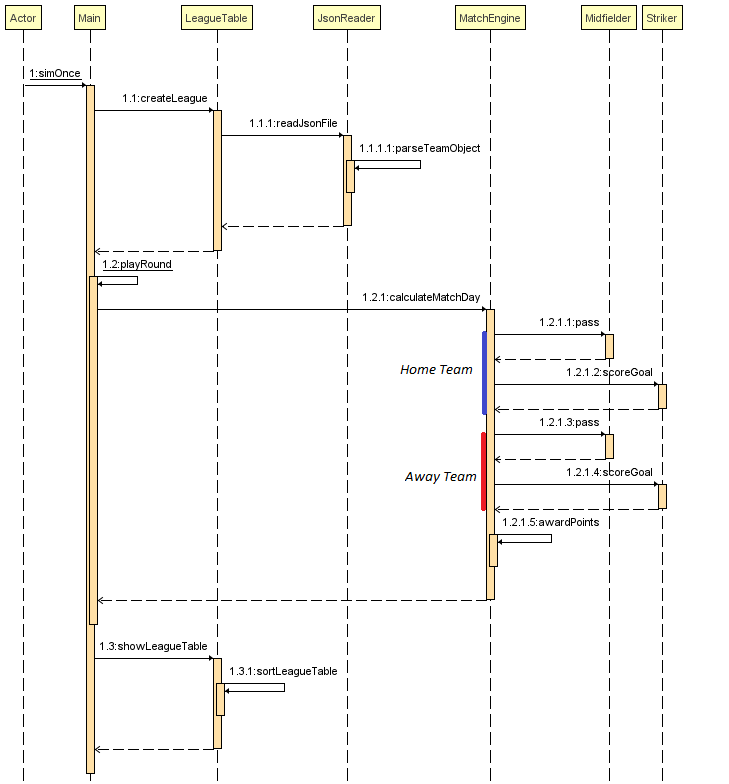 Actor
Main
LeagueTable
JsonReader
MatchEngine
Midfielder
Striker
1:simOnce
1.1:createLeague
1.1.1:readJsonFile
1.1.1.1:parseTeamObject
1.2:playRound
1.2.1:calculateMatchDay
1.2.1.1:pass
Home Team
1.2.1.2:scoreGoal
1.2.1.3:pass
1.2.1.4:scoreGoal
Away Team
1.2.1.5:awardPoints
1.3:showLeagueTable
1.3.1:sortLeagueTable